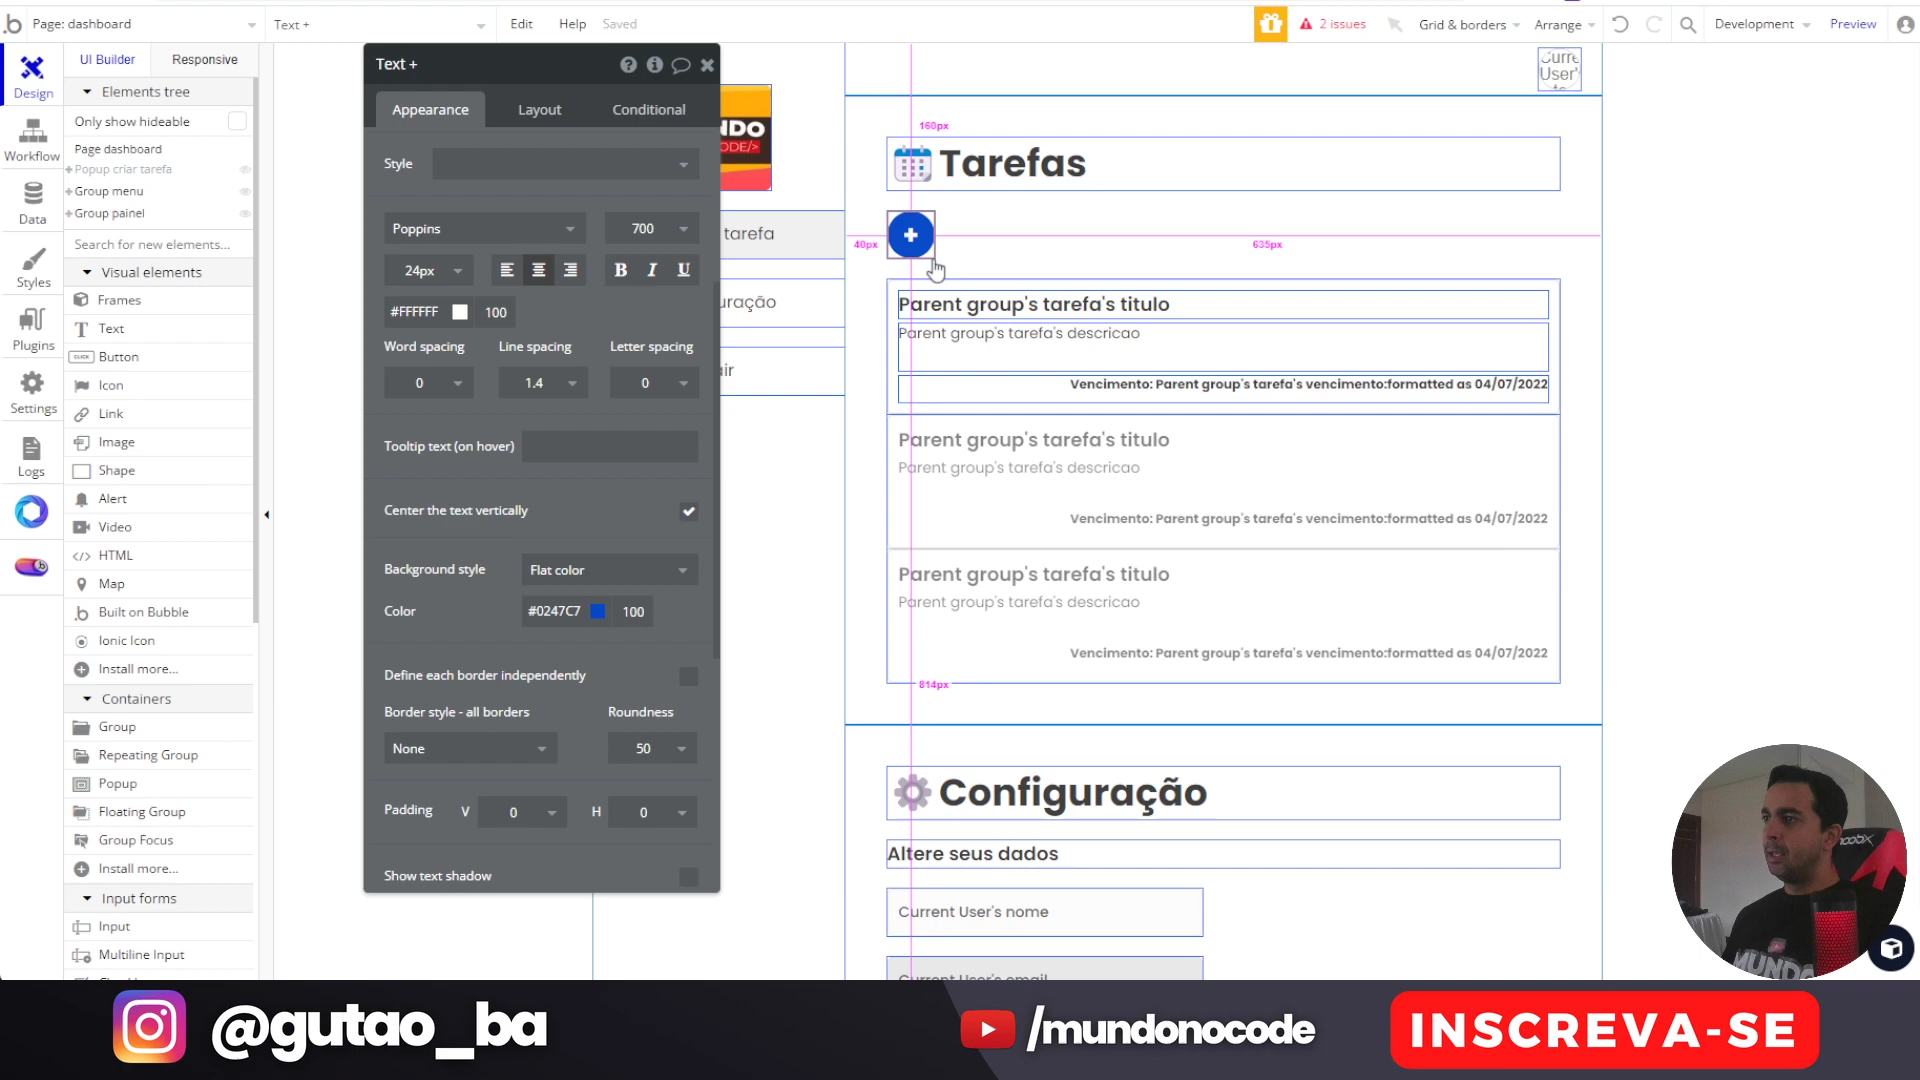 Page: dashboard
Text +
Edit
Help
Saved
2 issues
Grid & borders
Arrange
Development
Preview
Design
Workflow
Data
Styles
Plugins
Settings
Logs
UI Builder
Responsive
Elements tree
Only show hideable
Page dashboard
Popup criar tarefa
Group menu
Group painel
Search for new elements...
Visual elements
Frames
Text
Button
Icon
Link
Image
Shape
Alert
Video
HTML
Map
Built on Bubble
Ionic Icon
Install more...
Containers
Group
Repeating Group
Popup
Floating Group
Group Focus
Install more...
Input forms
Input
Multiline Input
Text +
Appearance
Layout
Conditional
Style
Poppins
700
24px
B I U
#FFFFFF
100
Word spacing
Line spacing
Letter spacing
0
1.4
0
Tooltip text (on hover)
Center the text vertically
Background style
Flat color
Color
#0247C7
100
Define each border independently
Border style - all borders
Roundness
None
50
Padding
V
0
H
0
Show text shadow
NDO
ODE/>
tarefa
uração
air
Curre
User'
160px
Tarefas
+
40px
635px
Parent group's tarefa's titulo
Parent group's tarefa's descricao
Vencimento: Parent group's tarefa's vencimento:formatted as 04/07/2022
Parent group's tarefa's titulo
Parent group's tarefa's descricao
Vencimento: Parent group's tarefa's vencimento:formatted as 04/07/2022
Parent group's tarefa's titulo
Parent group's tarefa's descricao
Vencimento: Parent group's tarefa's vencimento:formatted as 04/07/2022
814px
Configuração
Altere seus dados
Current User's nome
Current User's email
@gutao_ba
/mundonocode
INSCREVA-SE